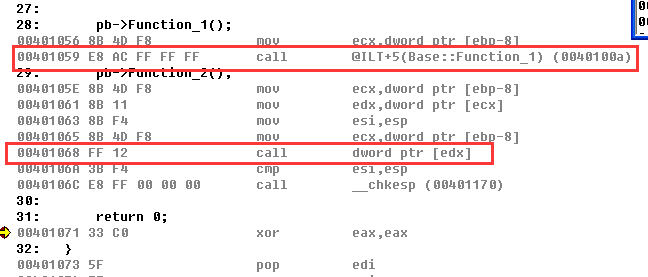 27:
28:        pb->Function_1();
00401056 8B 4D F8             mov         ecx,dword ptr [ebp-8]
00401059 E8 AC FF FF FF       call        @ILT+5(Base::Function_1) (0040100a)
29:        pb->Function_2();
0040105E 8B 4D F8             mov         ecx,dword ptr [ebp-8]
00401061 8B 11                mov         edx,dword ptr [ecx]
00401063 8B F4                mov         esi,esp
00401065 8B 4D F8             mov         ecx,dword ptr [ebp-8]
00401068 FF 12                call        dword ptr [edx]
0040106A 3B F4                cmp         esi,esp
0040106C E8 FF 00 00 00       call        __chkesp (00401170)
30:
31:        return 0;
00401071 33 C0                xor         eax,eax
32:    }
00401073 5F                   pop         edi